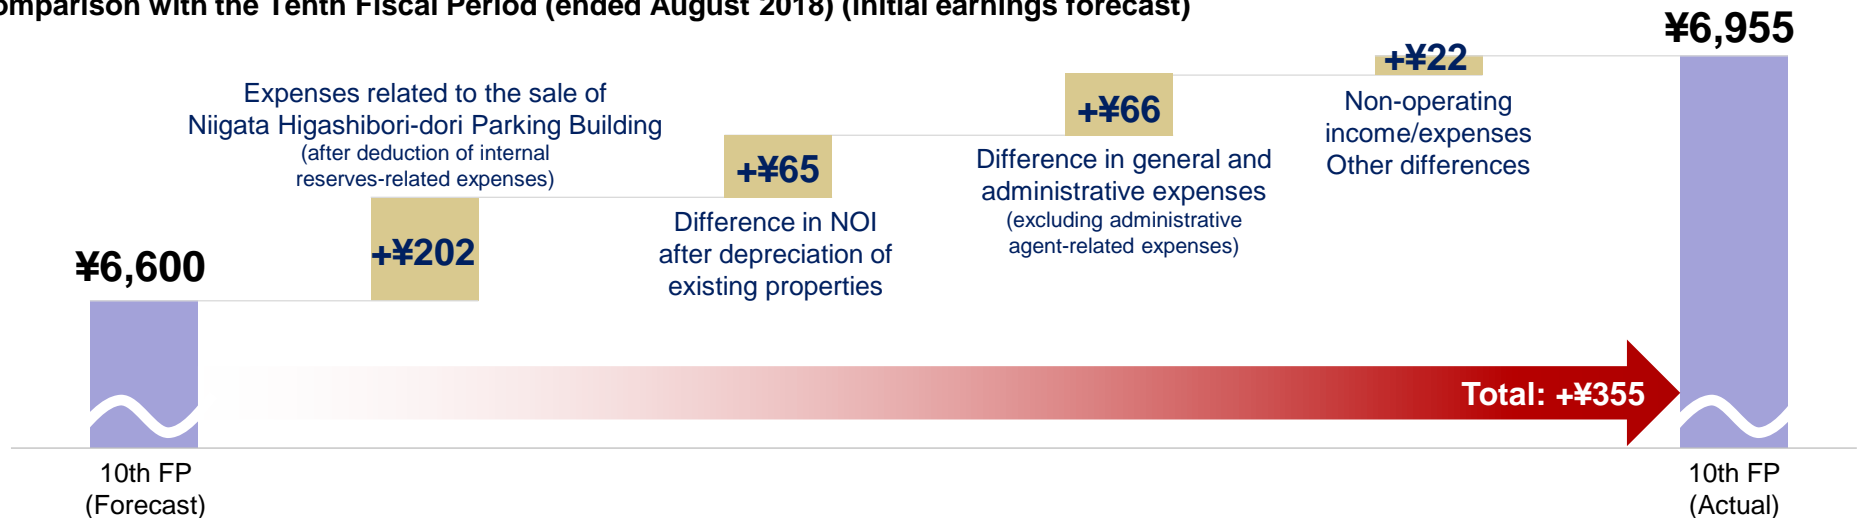 omparison with the Tenth Fiscal Period (ended August 2018) (initial earnings forecast)
¥6,600
Expenses related to the sale of
Niigata Higashibori-dori Parking Building
(after deduction of internal
reserves-related expenses)
+¥202
+¥65
Difference in NOI
after depreciation of
existing properties
+¥66
Difference in general and
administrative expenses
(excluding administrative
agent-related expenses)
+¥22
Non-operating
income/expenses
Other differences
¥6,955
Total: +¥355
10th FP
(Forecast)
10th FP
(Actual)